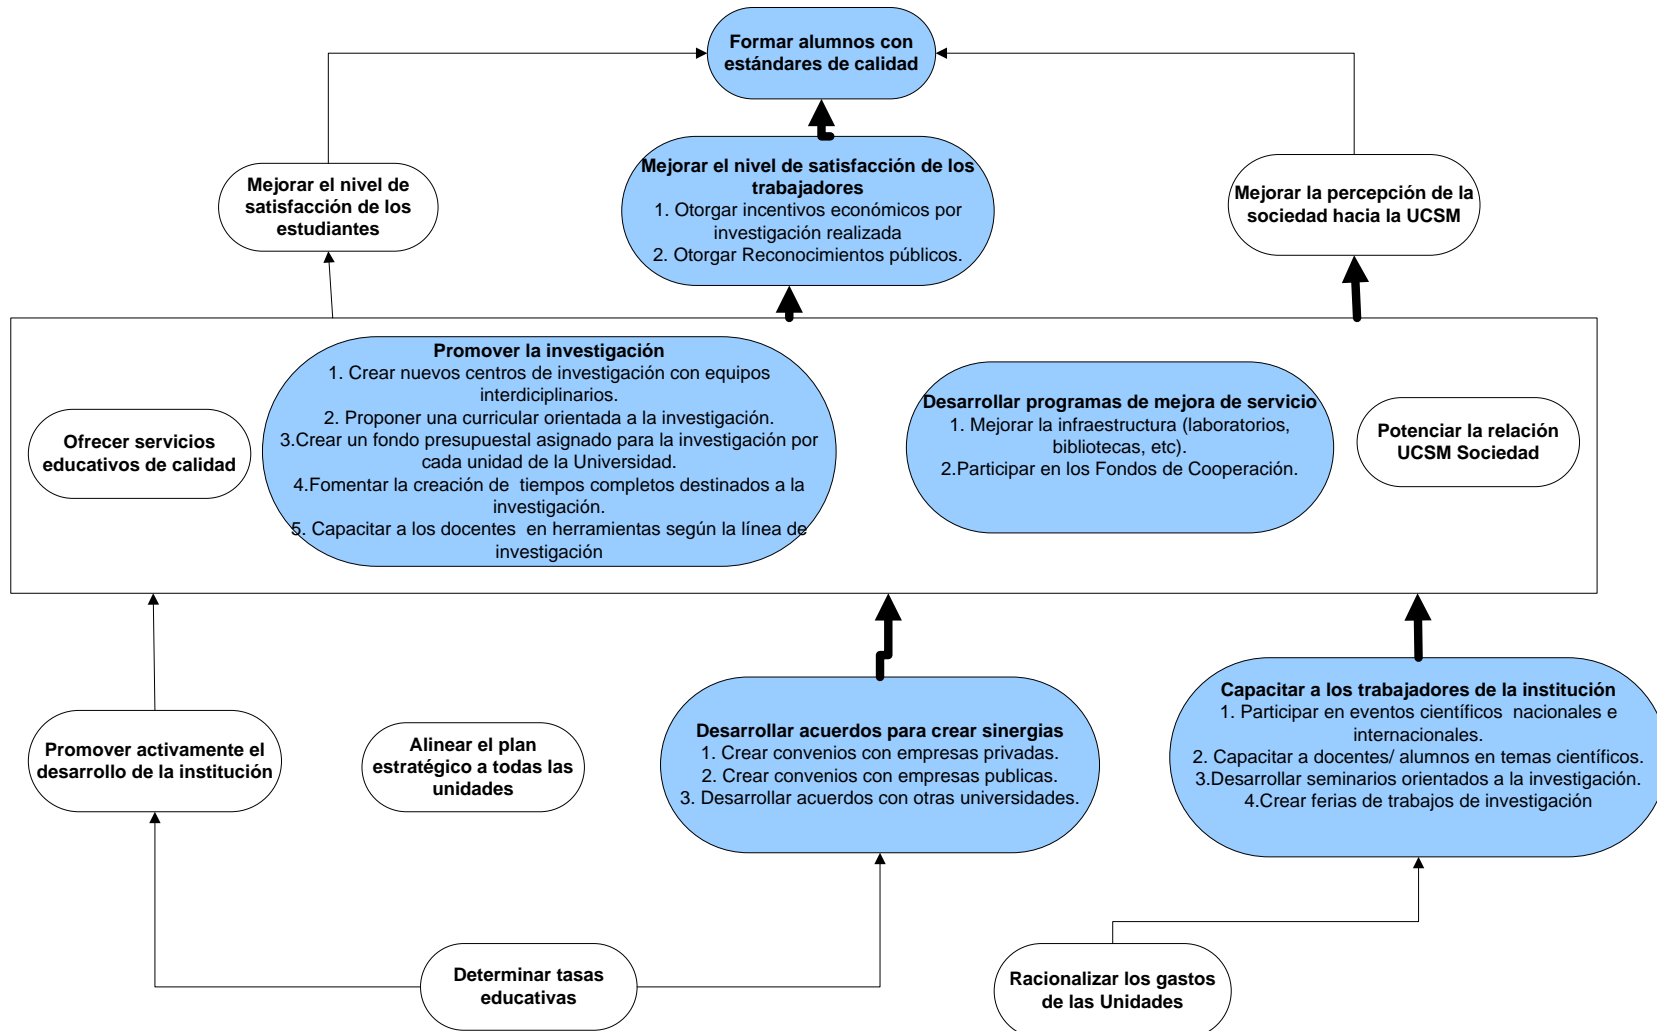 Formar alumnos con
estándares de calidad
Mejorar el nivel de
satisfacción de los
estudiantes
Mejorar el nivel de satisfacción de los
trabajadores
1. Otorgar incentivos económicos por
investigación realizada
2. Otorgar Reconocimientos públicos.
Mejorar la percepción de la
sociedad hacia la UCSM
Ofrecer servicios
educativos de calidad
Promover la investigación
1. Crear nuevos centros de investigación con equipos
interdiciplinarios.
2. Proponer una curricular orientada a la investigación.
3.Crear un fondo presupuestal asignado para la investigación por
cada unidad de la Universidad.
4.Fomentar la creación de tiempos completos destinados a la
investigación.
5. Capacitar a los docentes en herramientas según la línea de
investigación
Desarrollar programas de mejora de servicio
1. Mejorar la infraestructura (laboratorios,
bibliotecas, etc).
2.Participar en los Fondos de Cooperación.
Potenciar la relación
UCSM Sociedad
Promover activamente el
desarrollo de la institución
Alinear el plan
estratégico a todas las
unidades
Desarrollar acuerdos para crear sinergias
1. Crear convenios con empresas privadas.
2. Crear convenios con empresas publicas.
3. Desarrollar acuerdos con otras universidades.
Capacitar a los trabajadores de la institución
1. Participar en eventos científicos nacionales e
internacionales.
2. Capacitar a docentes/ alumnos en temas científicos.
3.Desarrollar seminarios orientados a la investigación.
4.Crear ferias de trabajos de investigación
Determinar tasas
educativas
Racionalizar los gastos
de las Unidades